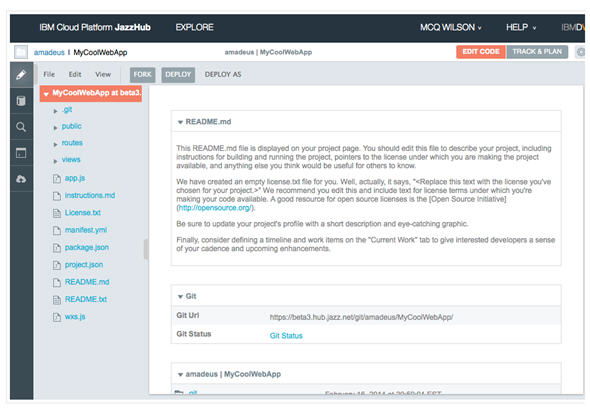 IBM Cloud Platform JazzHub EXPLORE MCQ WILSON HELP IBMD
amadeus | MyCoolWebApp amadeus | MyCoolWebApp EDIT CODE TRACK & PLAN
File Edit View FORK DEPLOY DEPLOY AS
MyCoolWebApp at beta3.
.git
public
routes
views
app.js
instructions.md
License.txt
manifest.yml
package.json
project.json
README.md
README.txt
wxs.js
README.md
This README.md file is displayed on your project page. You should edit this file to describe your project, including
instructions for building and running the project, pointers to the license under which you are making the project
available, and anything else you think would be useful for others to know.
We have created an empty license.txt file for you. Well, actually, it says, "<Replace this text with the license you've
chosen for your project.>" We recommend you edit this and include text for license terms under which you're
making your code available. A good resource for open source licenses is the [Open Source Initiative]
(http://opensource.org/).
Be sure to update your project's profile with a short description and eye-catching graphic.
Finally, consider defining a timeline and work items on the "Current Work" tab to give interested developers a sense
of your cadence and upcoming enhancements.
Git
Git Url https://beta3.hub.jazz.net/git/amadeus/MyCoolWebApp/
Git Status Git Status
amadeus | MyCoolWebApp
.git